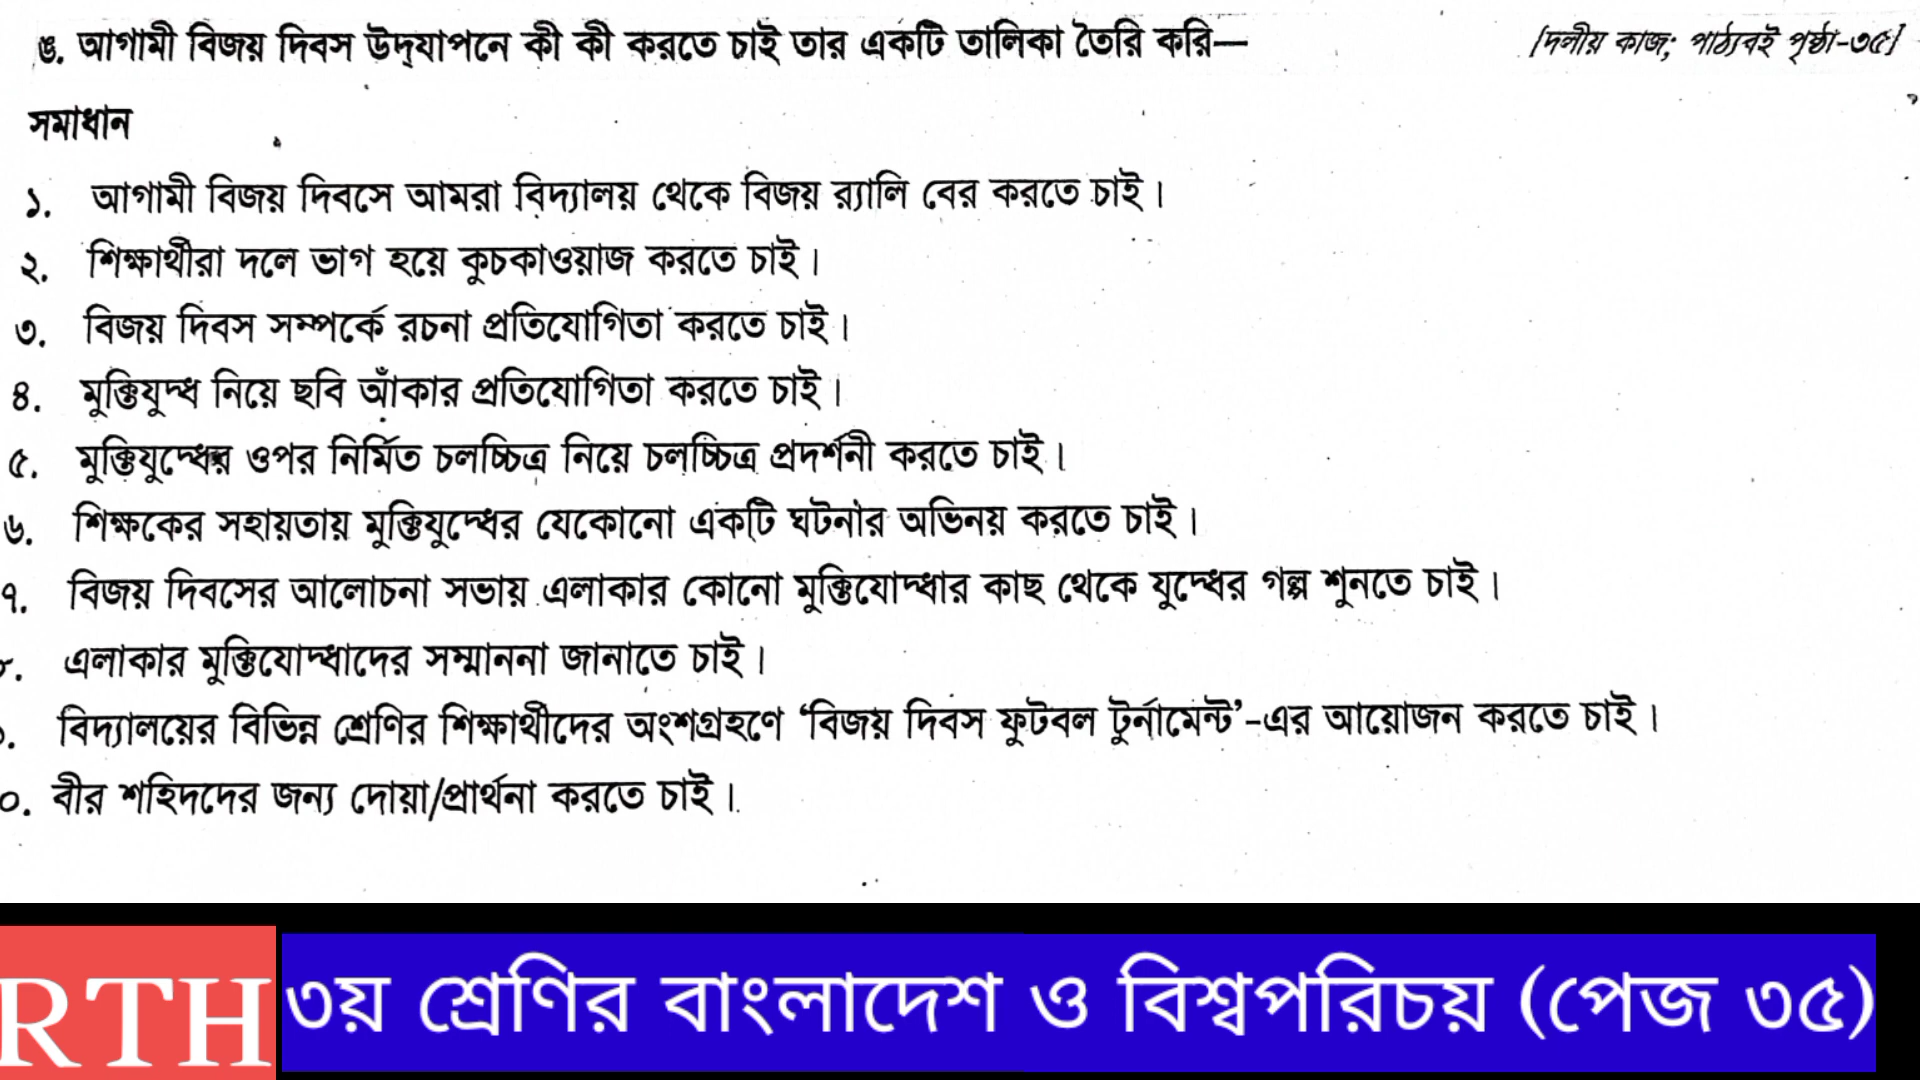 ঙ. আগামী বিজয় দিবস উদ্‌যাপনে কী কী করতে চাই তার একটি তালিকা তৈরি করি— [দলীয় কাজ; পাঠ্যবই পৃষ্ঠা-৩৫]
সমাধান
১. আগামী বিজয় দিবসে আমরা বিদ্যালয় থেকে বিজয় র‍্যালি বের করতে চাই।
২. শিক্ষার্থীরা দলে ভাগ হয়ে কুচকাওয়াজ করতে চাই।
৩. বিজয় দিবস সম্পর্কে রচনা প্রতিযোগিতা করতে চাই।
৪. মুক্তিযুদ্ধ নিয়ে ছবি আঁকার প্রতিযোগিতা করতে চাই।
৫. মুক্তিযুদ্ধের ওপর নির্মিত চলচ্চিত্র নিয়ে চলচ্চিত্র প্রদর্শনী করতে চাই।
৬. শিক্ষকের সহায়তায় মুক্তিযুদ্ধের যেকোনো একটি ঘটনার অভিনয় করতে চাই।
৭. বিজয় দিবসের আলোচনা সভায় এলাকার কোনো মুক্তিযোদ্ধার কাছ থেকে যুদ্ধের গল্প শুনতে চাই।
৮. এলাকার মুক্তিযোদ্ধাদের সম্মাননা জানাতে চাই।
বিদ্যালয়ের বিভিন্ন শ্রেণির শিক্ষার্থীদের অংশগ্রহণে ‘বিজয় দিবস ফুটবল টুর্নামেন্ট’-এর আয়োজন করতে চাই।
০. বীর শহিদদের জন্য দোয়া/প্রার্থনা করতে চাই।
RTH ৩য় শ্রেণির বাংলাদেশ ও বিশ্বপরিচয় (পেজ ৩৫)